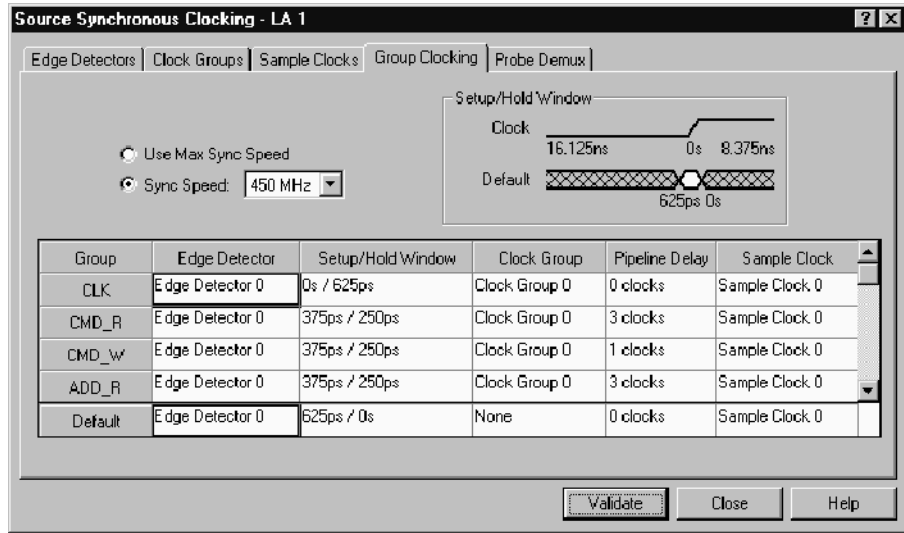 Source Synchronous Clocking - LA 1
Edge Detectors Clock Groups Sample Clocks Group Clocking Probe Demux
Setup/Hold Window
Clock
16.125ns 0s 8.375ns
Use Max Sync Speed
Sync Speed: 450 MHz
Default
625ps 0s
Group Edge Detector Setup/Hold Window Clock Group Pipeline Delay Sample Clock
CLK Edge Detector 0 0s / 625ps Clock Group 0 0 clocks Sample Clock 0
CMD_R Edge Detector 0 375ps / 250ps Clock Group 0 3 clocks Sample Clock 0
CMD_W Edge Detector 0 375ps / 250ps Clock Group 0 1 clocks Sample Clock 0
ADD_R Edge Detector 0 375ps / 250ps Clock Group 0 3 clocks Sample Clock 0
Default Edge Detector 0 625ps / 0s None 0 clocks Sample Clock 0
Validate Close Help